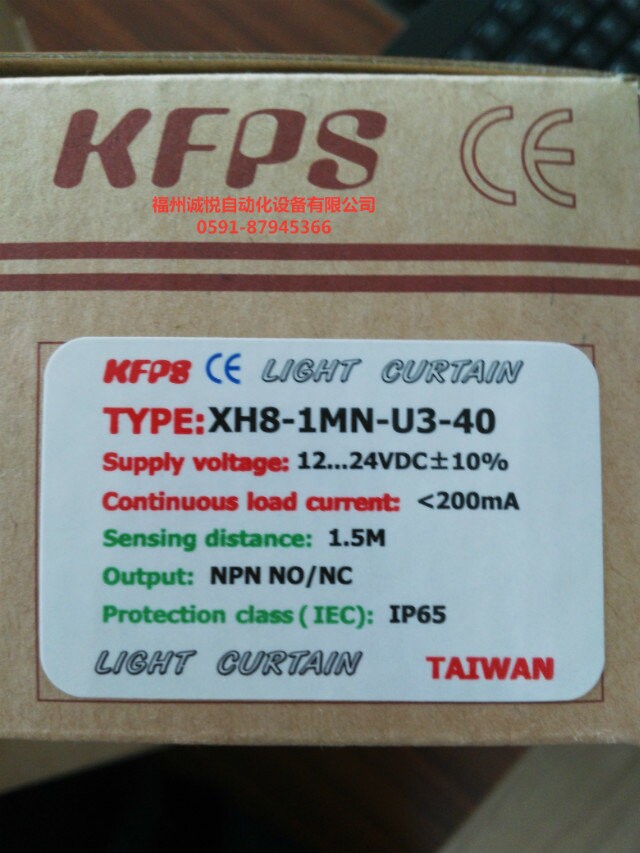 KFPS CE
福州诚悦自动化设备有限公司
0591-87945366
KFPS CE LIGHT CURTAIN
TYPE:XH8-1MN-U3-40
Supply voltage: 12...24VDC±10%
Continuous load current: <200mA
Sensing distance: 1.5M
Output: NPN NO/NC
Protection class ( IEC): IP65
LIGHT CURTAIN TAIWAN